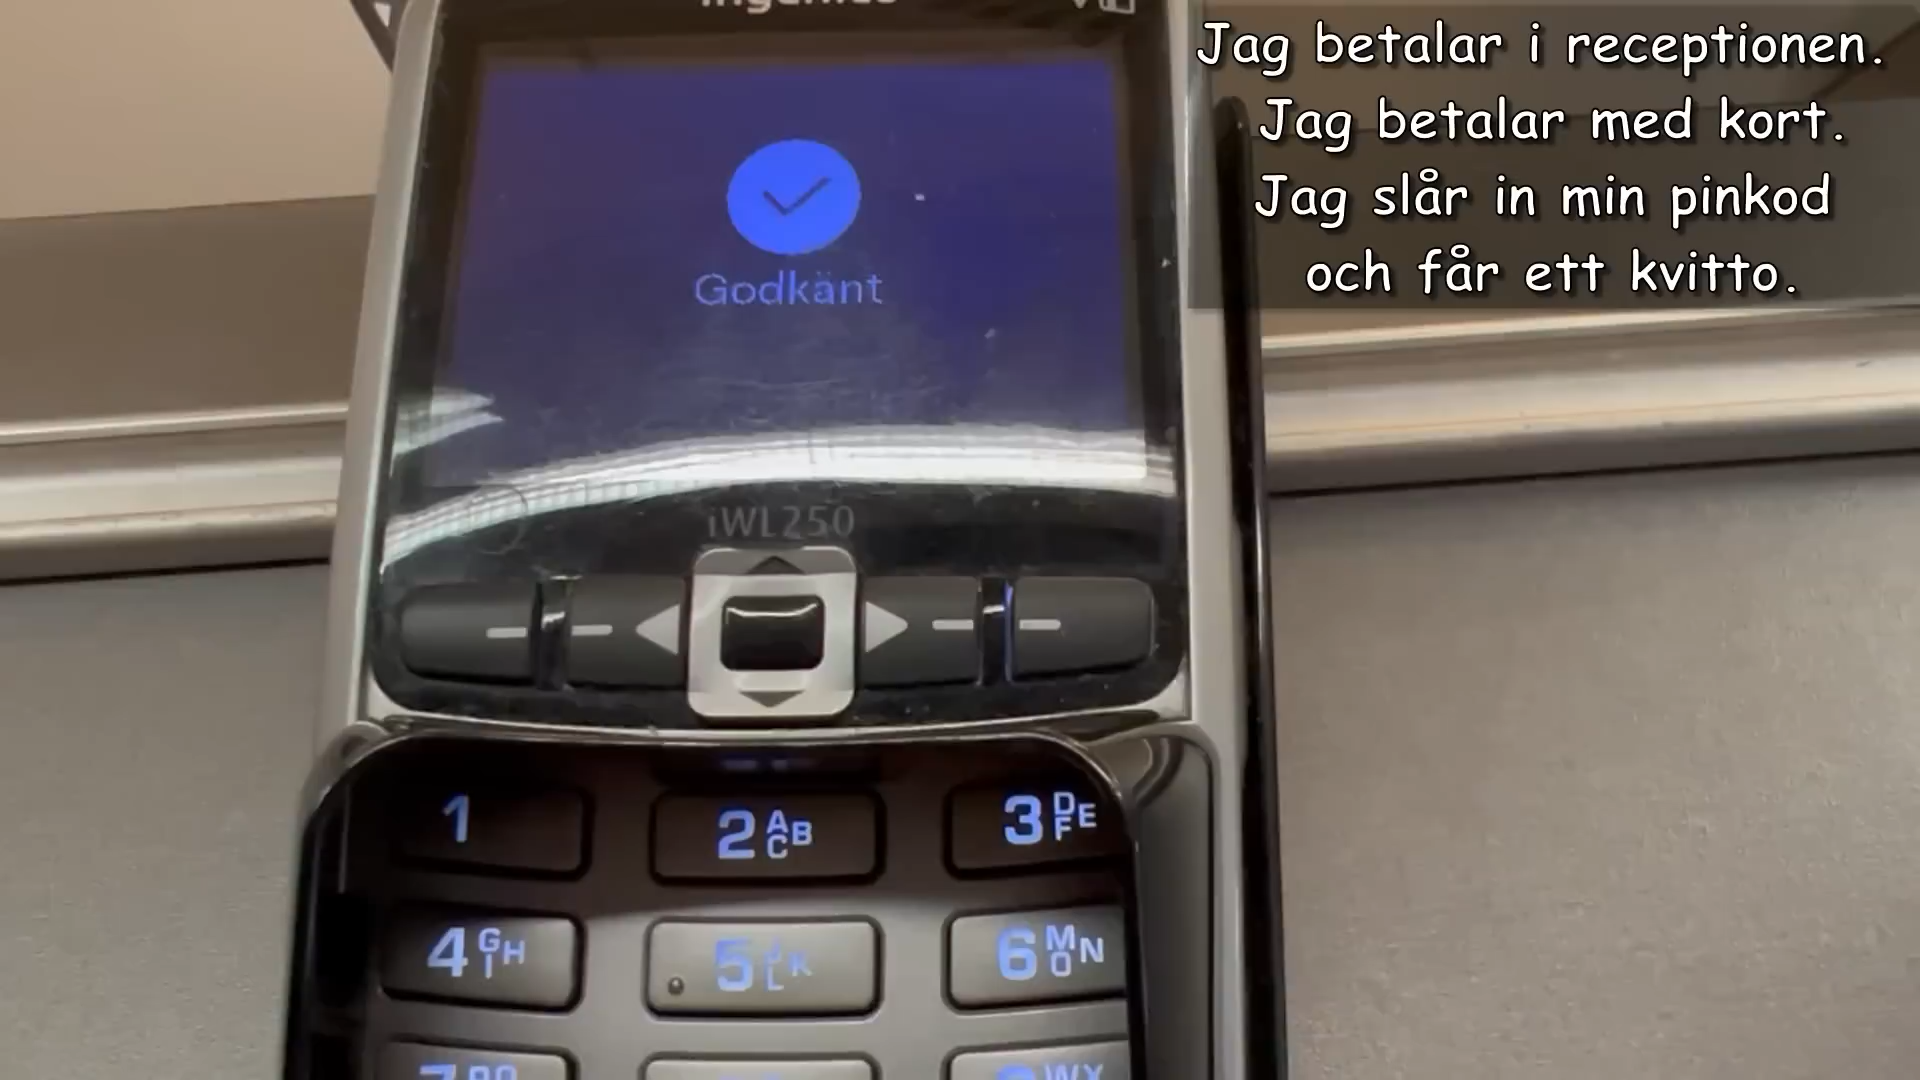 ingenico
Jag betalar i receptionen.
Jag betalar med kort.
Jag slår in min pinkod
och får ett kvitto.
Godkänt
iWL250
1
2 ABC
3 DEF
4 GHI
5 JKL
6 MNO